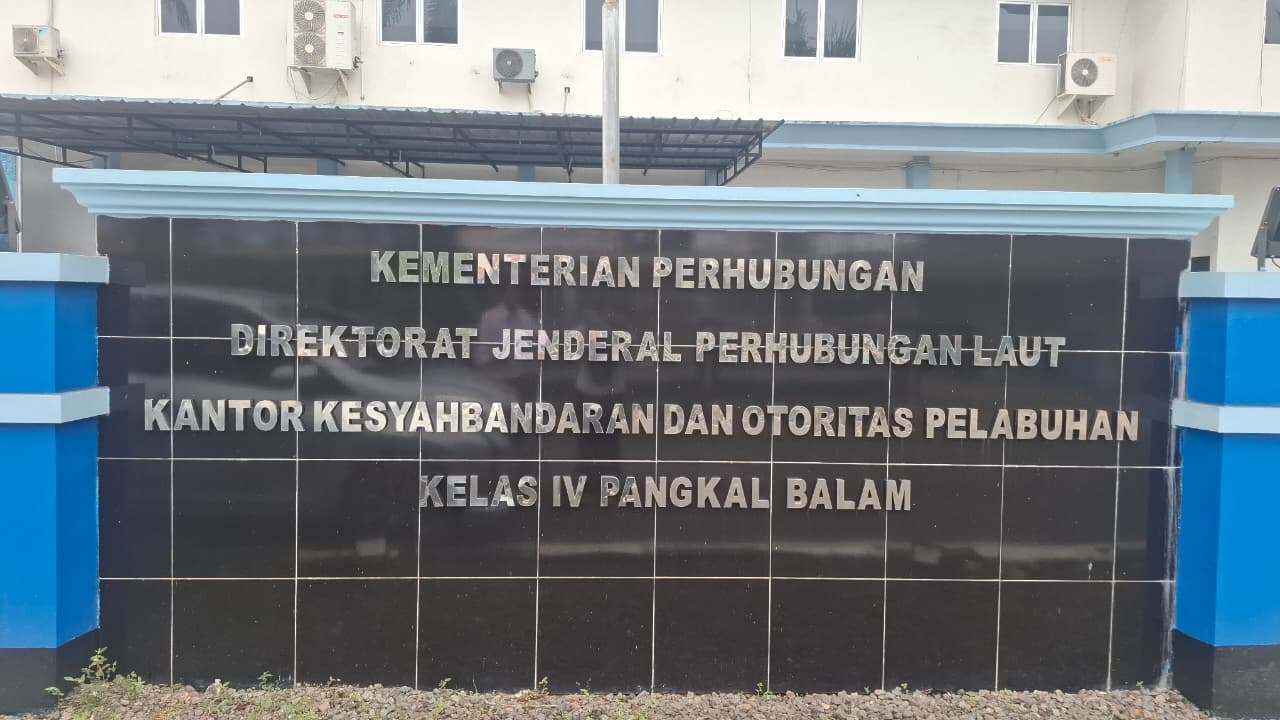 KEMENTERIAN PERHUBUNGAN
DIREKTORAT JENDERAL PERHUBUNGAN LAUT
KANTOR KESYAHBANDARAN DAN OTORITAS PELABUHAN
KELAS IV PANGKAL BALAM